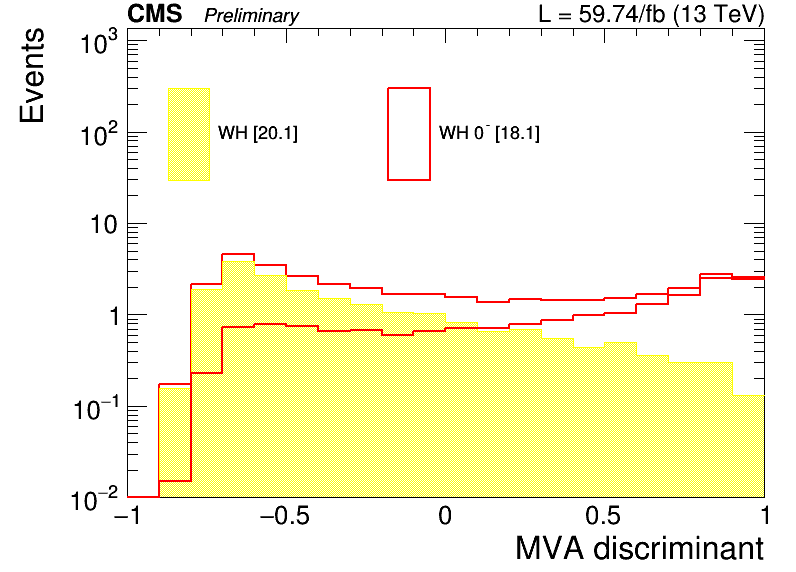 CMS Preliminary L = 59.74/fb (13 TeV)
Events
10³
10²
10
1
10⁻¹
10⁻²
WH [20.1]
WH 0⁻ [18.1]
−1 −0.5 0 0.5 1
MVA discriminant